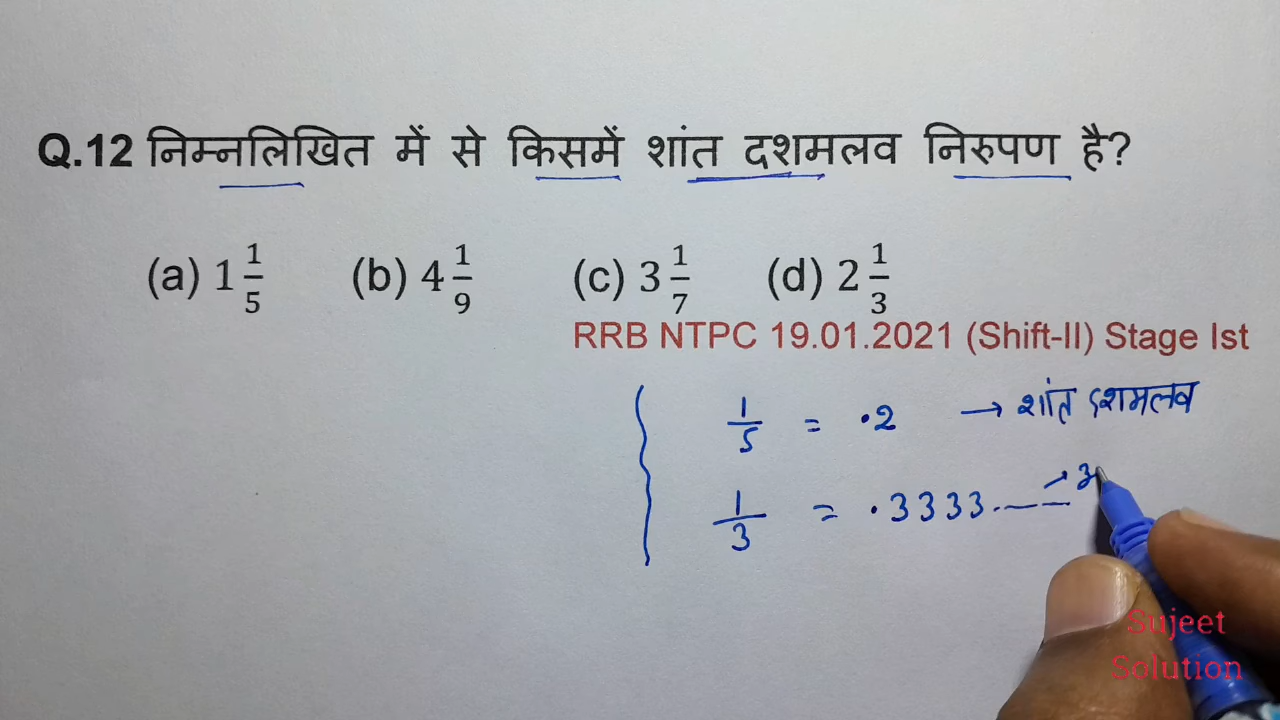 Q.12 निम्नलिखित में से किसमें शांत दशमलव निरुपण है?
(a) 1 1/5 (b) 4 1/9 (c) 3 1/7 (d) 2 1/3
RRB NTPC 19.01.2021 (Shift-II) Stage Ist
1/5 = .2 → शांत दशमलव
1/3 = .3333.—— →
Sujeet
Solution